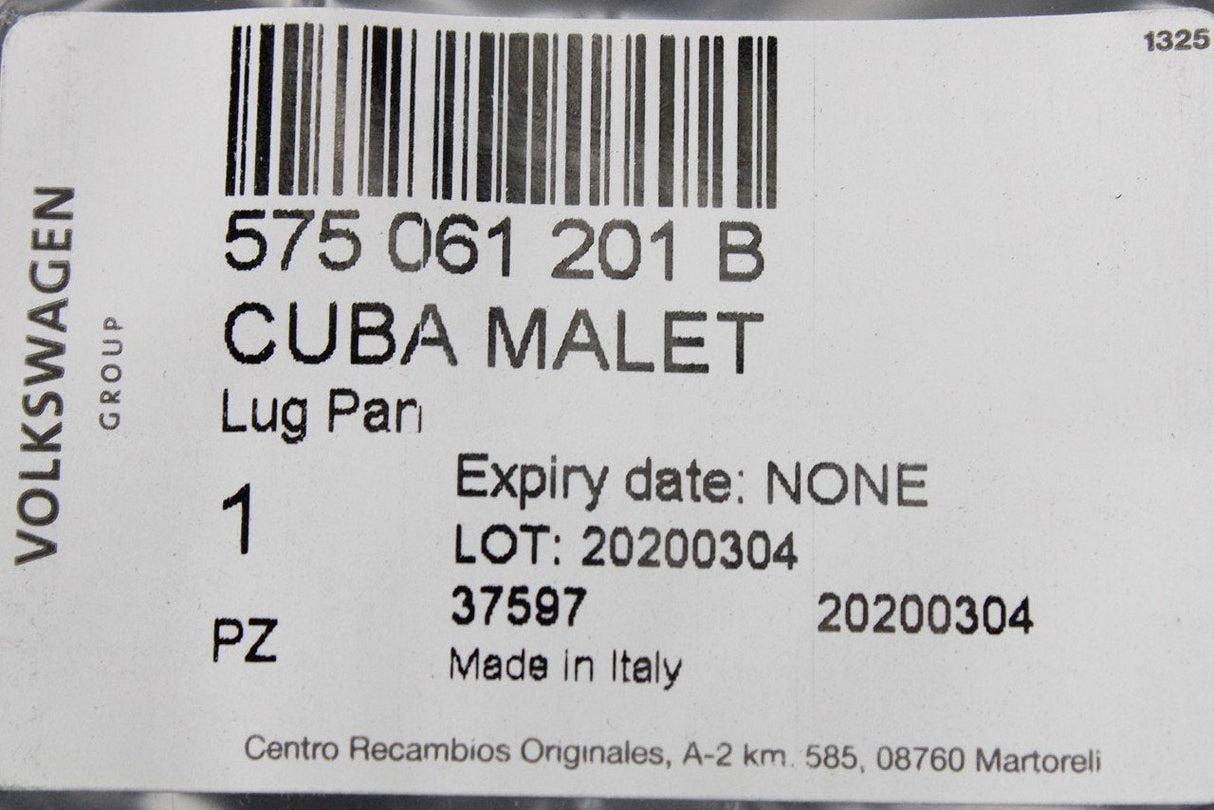 1325
VOLKSWAGEN
GROUP
575 061 201 B
CUBA MALET
Lug Pan
1
Expiry date: NONE
LOT: 20200304
37597 20200304
PZ
Made in Italy
Centro Recambios Originales, A-2 km. 585, 08760 Martoreli